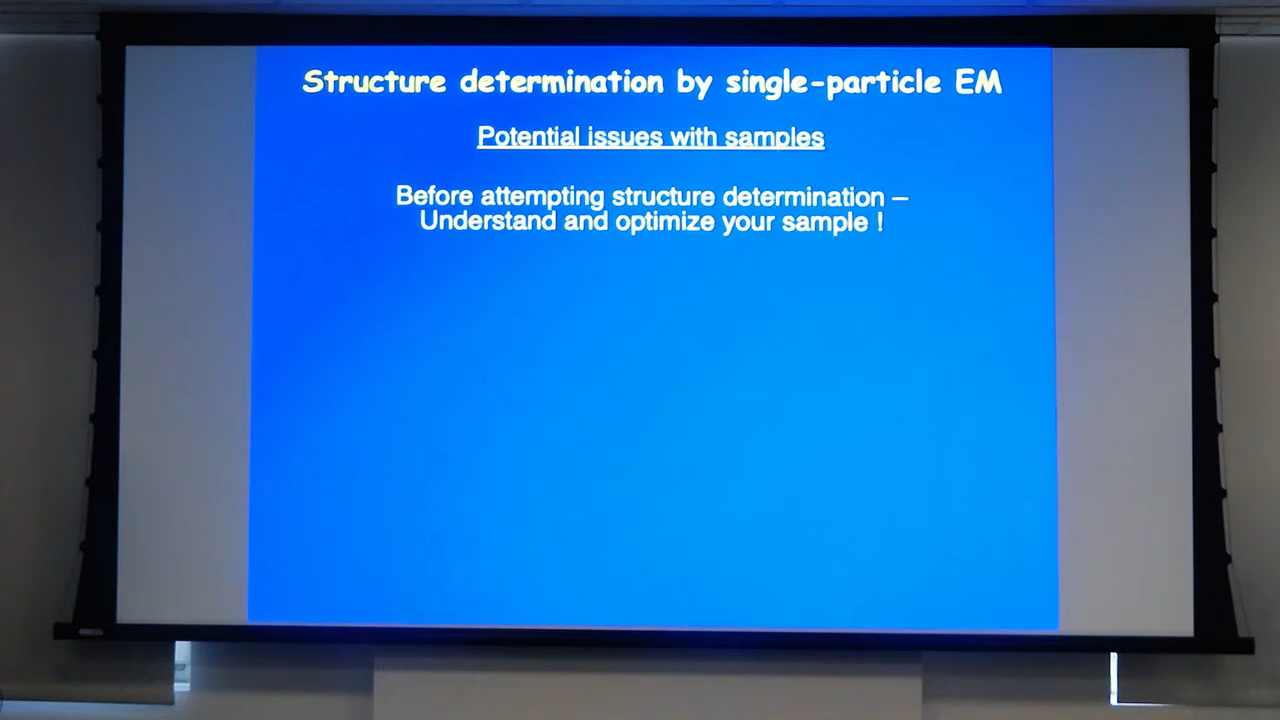 Structure determination by single-particle EM
Potential issues with samples
Before attempting structure determination –
Understand and optimize your sample !